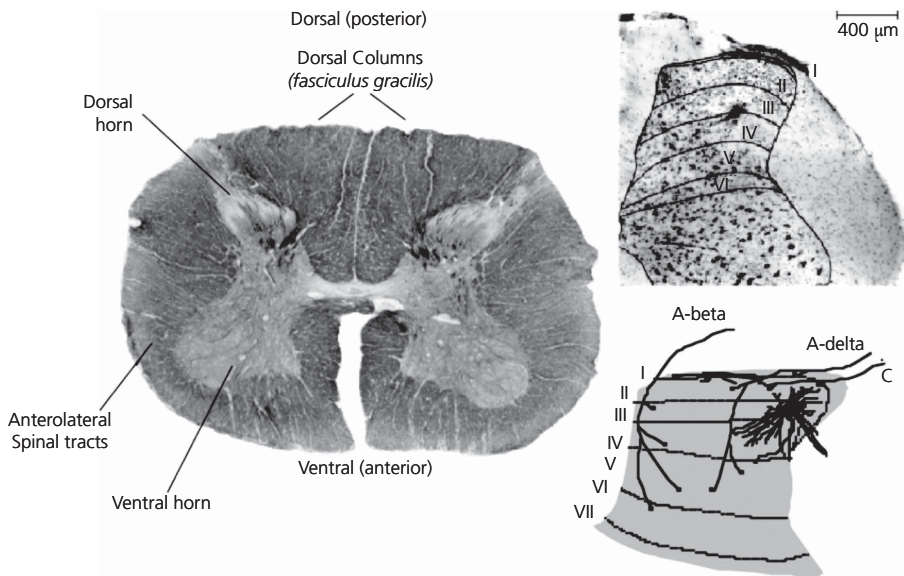 Dorsal (posterior)
Dorsal Columns
(fasciculus gracilis)
Dorsal
horn
Anterolateral
Spinal tracts
Ventral horn
Ventral (anterior)
400 µm
I
II
III
IV
V
VI
A-beta
A-delta
C
I
II
III
IV
V
VI
VII